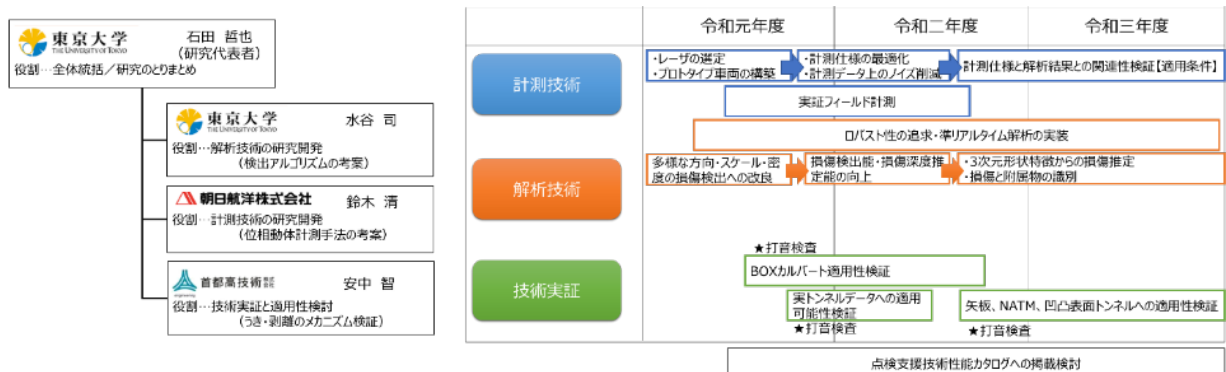 東京大学
THE UNIVERSITY OF TOKYO
石田 哲也
(研究代表者)
役割…全体統括／研究のとりまとめ
東京大学
THE UNIVERSITY OF TOKYO
水谷 司
役割…解析技術の研究開発
(検出アルゴリズムの考案)
朝日航洋株式会社
鈴木 清
役割…計測技術の研究開発
(位相動体計測手法の考案)
首都高技術株式会社
engineering
安中 智
役割…技術実証と適用性検討
(うき・剥離のメカニズム検証)
令和元年度
令和二年度
令和三年度
計測技術
・レーザの選定
・プロトタイプ車両の構築
・計測仕様の最適化
・計測データ上のノイズ削減
計測仕様と解析結果との関連性検証【適用条件】
実証フィールド計測
ロバスト性の追求・準リアルタイム解析の実装
解析技術
多様な方向・スケール・密
度の損傷検出への改良
損傷検出能・損傷深度推
定能の向上
・3次元形状特徴からの損傷推定
・損傷と附属物の識別
技術実証
★打音検査
BOXカルバート適用性検証
実トンネルデータへの適用
可能性検証
★打音検査
矢板、NATM、凹凸表面トンネルへの適用性検証
★打音検査
点検支援技術性能カタログへの掲載検討